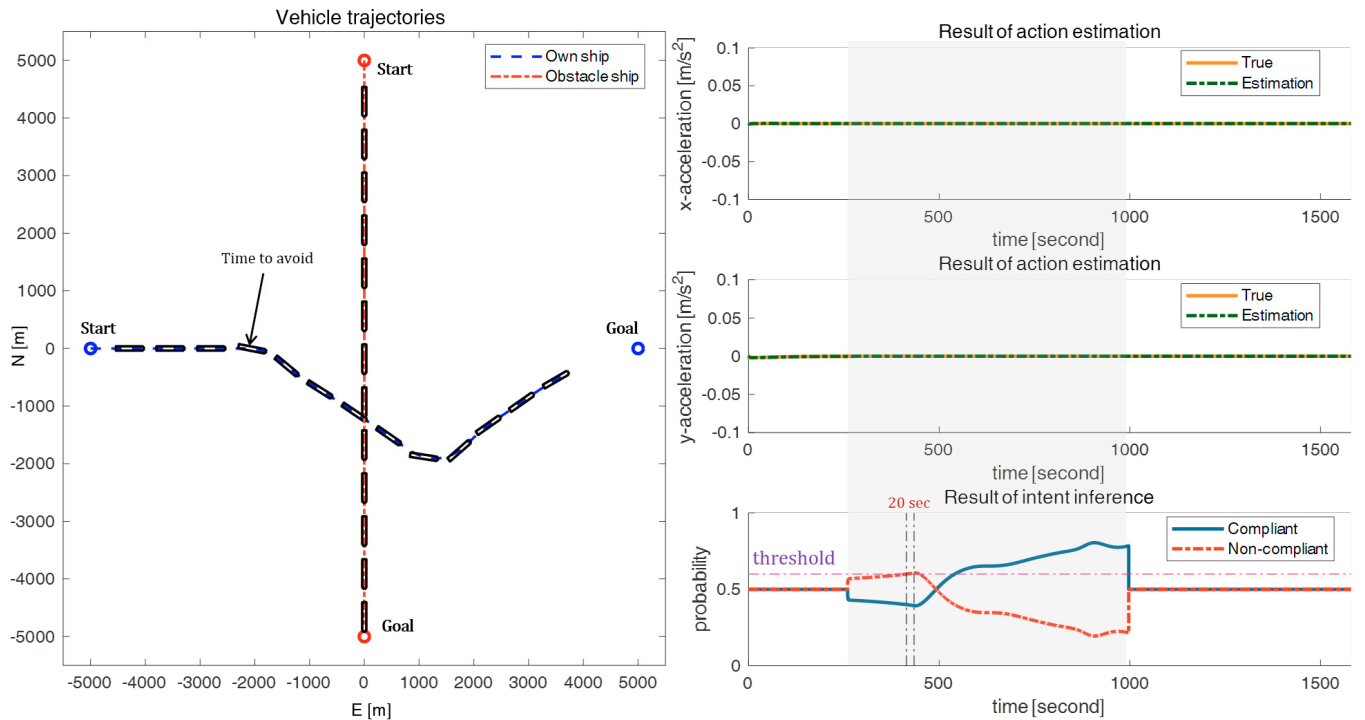 Vehicle trajectories
Own ship
Obstacle ship
5000
4000
3000
2000
1000
0
-1000
-2000
-3000
-4000
-5000
N [m]
Start
Time to avoid
Start
Goal
Goal
-5000 -4000 -3000 -2000 -1000 0 1000 2000 3000 4000 5000
E [m]
Result of action estimation
True
Estimation
0.1
0.05
0
-0.05
-0.1
x-acceleration [m/s²]
0 500 1000 1500
time [second]
Result of action estimation
True
Estimation
0.1
0.05
0
-0.05
-0.1
y-acceleration [m/s²]
0 500 1000 1500
time [second]
Result of intent inference
20 sec
Compliant
Non-compliant
threshold
1
0.5
0
probability
0 500 1000 1500
time [second]